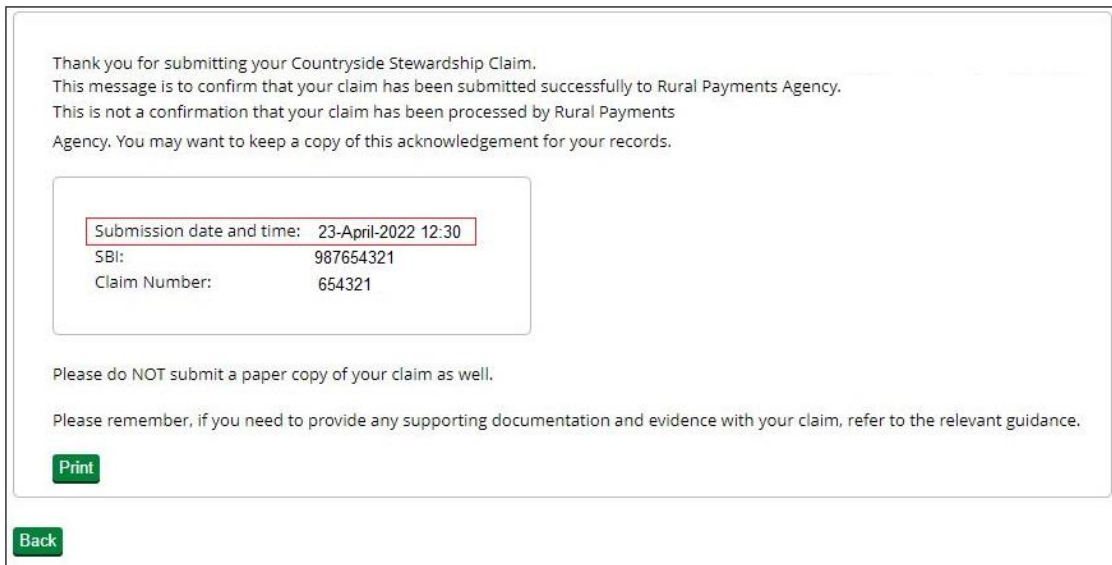 Thank you for submitting your Countryside Stewardship Claim.
This message is to confirm that your claim has been submitted successfully to Rural Payments Agency.
This is not a confirmation that your claim has been processed by Rural Payments
Agency. You may want to keep a copy of this acknowledgement for your records.
Submission date and time: 23-April-2022 12:30
SBI: 987654321
Claim Number: 654321
Please do NOT submit a paper copy of your claim as well.
Please remember, if you need to provide any supporting documentation and evidence with your claim, refer to the relevant guidance.
Print
Back